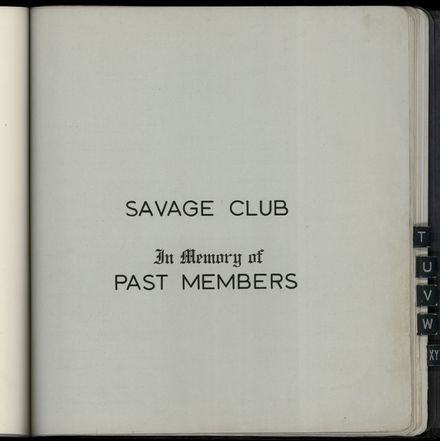 SAVAGE CLUB
In Memory of
PAST MEMBERS
T
U
V
W
XY